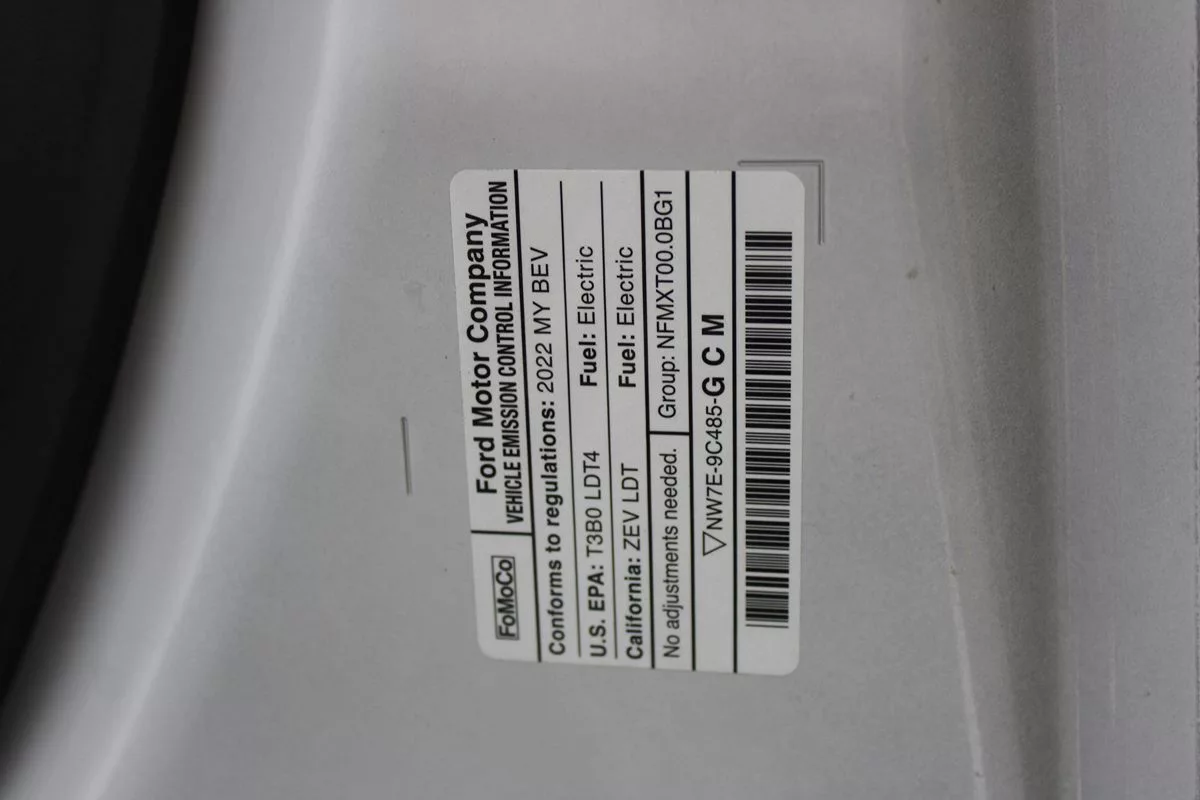 FoMoCo
Ford Motor Company
VEHICLE EMISSION CONTROL INFORMATION
Conforms to regulations: 2022 MY BEV
U.S. EPA: T3B0 LDT4 Fuel: Electric
California: ZEV LDT Fuel: Electric
No adjustments needed. Group: NFMXT00.0BG1
▽NW7E-9C485-G C M